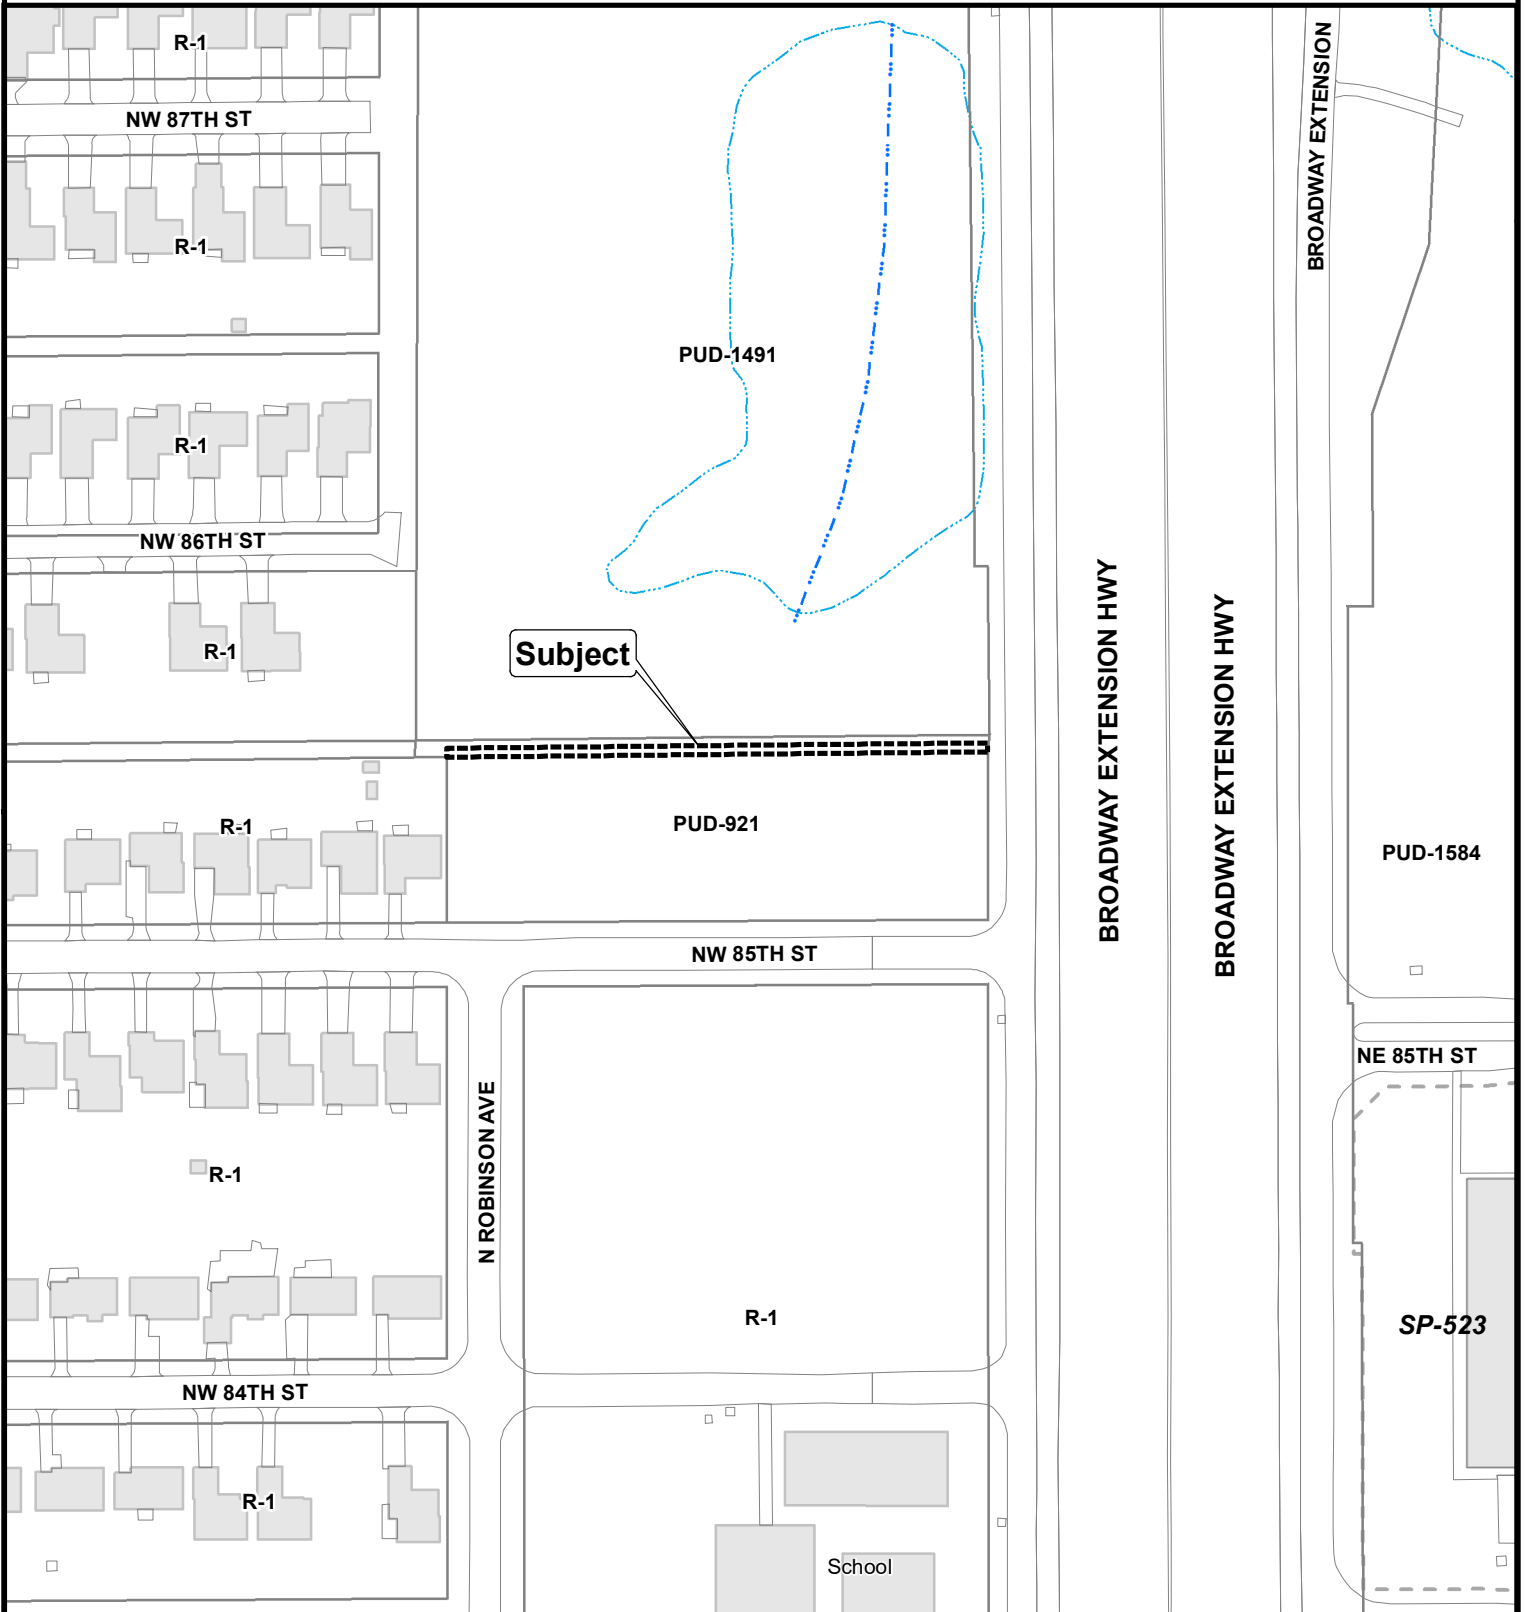 R-1
NW 87TH ST
BROADWAY EXTENSION
R-1
PUD-1491
R-1
NW 86TH ST
R-1
Subject
BROADWAY EXTENSION HWY
BROADWAY EXTENSION HWY
R-1
PUD-921
PUD-1584
NW 85TH ST
NE 85TH ST
N ROBINSON AVE
R-1
R-1
SP-523
NW 84TH ST
R-1
School